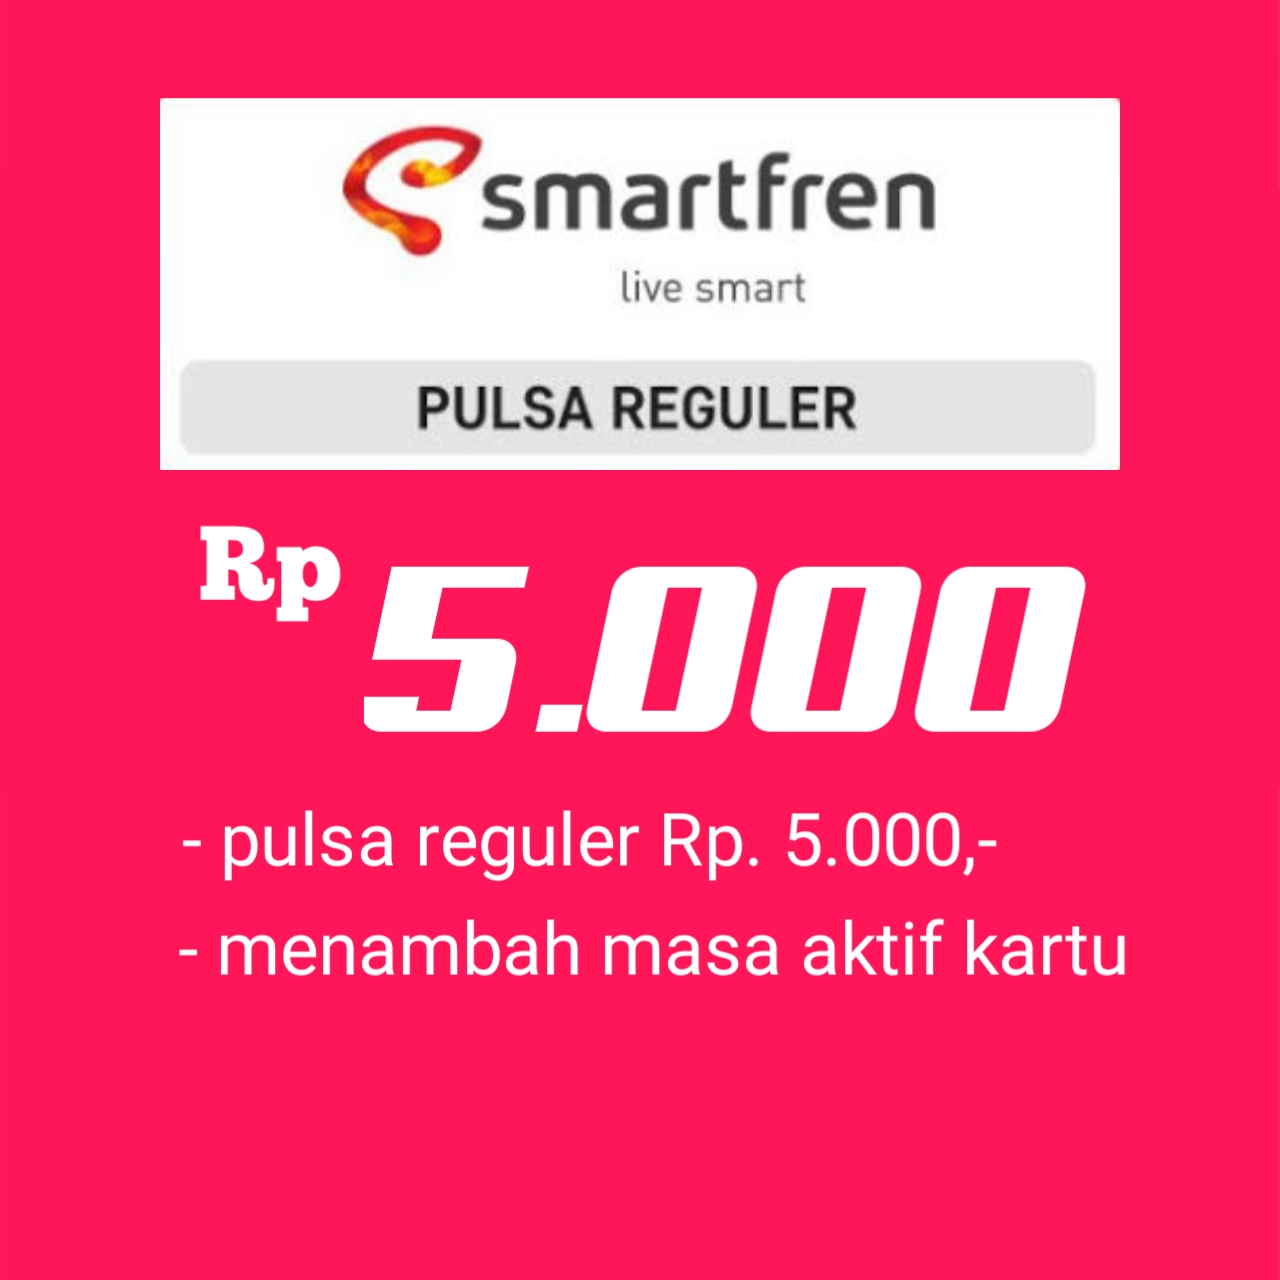 smartfren
live smart
PULSA REGULER
Rp 5.000
- pulsa reguler Rp. 5.000,-
- menambah masa aktif kartu